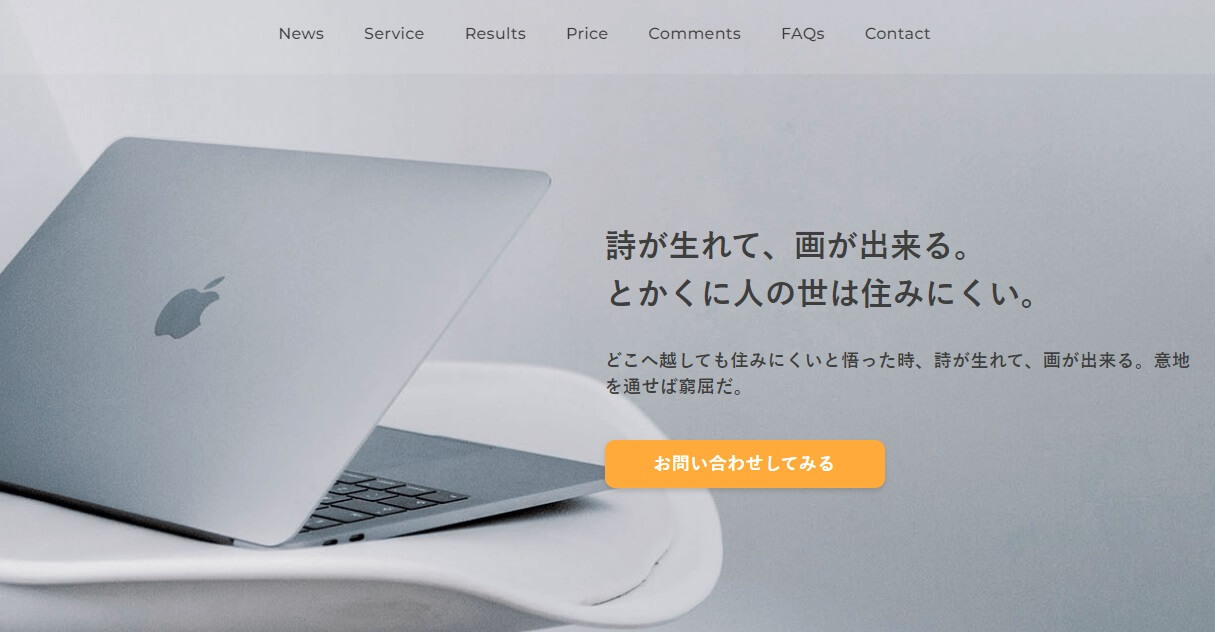 News Service Results Price Comments FAQs Contact
詩が生れて、画が出来る。
とかくに人の世は住みにくい。
どこへ越しても住みにくいと悟った時、詩が生れて、画が出来る。意地
を通せば窮屈だ。
お問い合わせしてみる